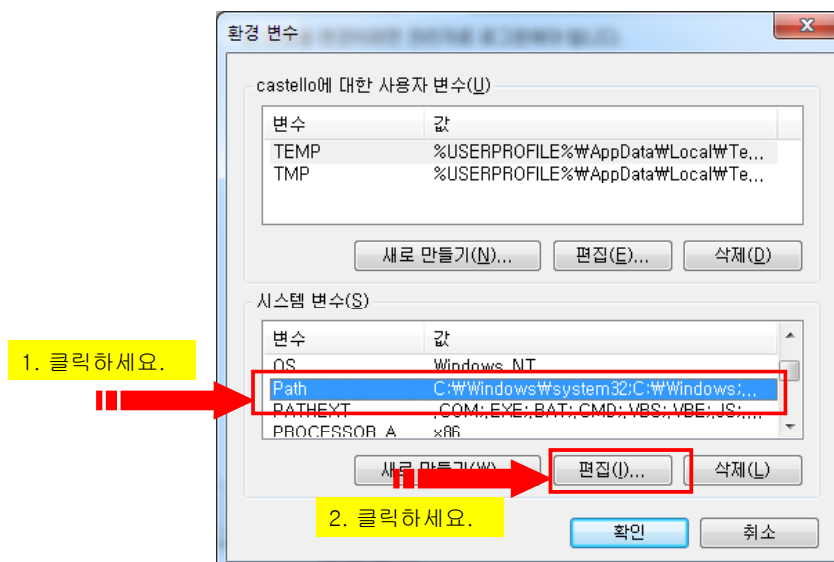 환경 변수
castello에 대한 사용자 변수(U)
변수 값
TEMP %USERPROFILE%₩AppData₩Local₩Te...
TMP %USERPROFILE%₩AppData₩Local₩Te...
새로 만들기(N)... 편집(E)... 삭제(D)
시스템 변수(S)
변수 값
OS Windows_NT
Path C:₩Windows₩system32;C:₩Windows;...
PATHEXT .COM;.EXE;.BAT;.CMD;.VBS;.VBE;.JS;...
PROCESSOR_A... x86
1. 클릭하세요.
새로 만들기(W)... 편집(I)... 삭제(L)
2. 클릭하세요.
확인 취소